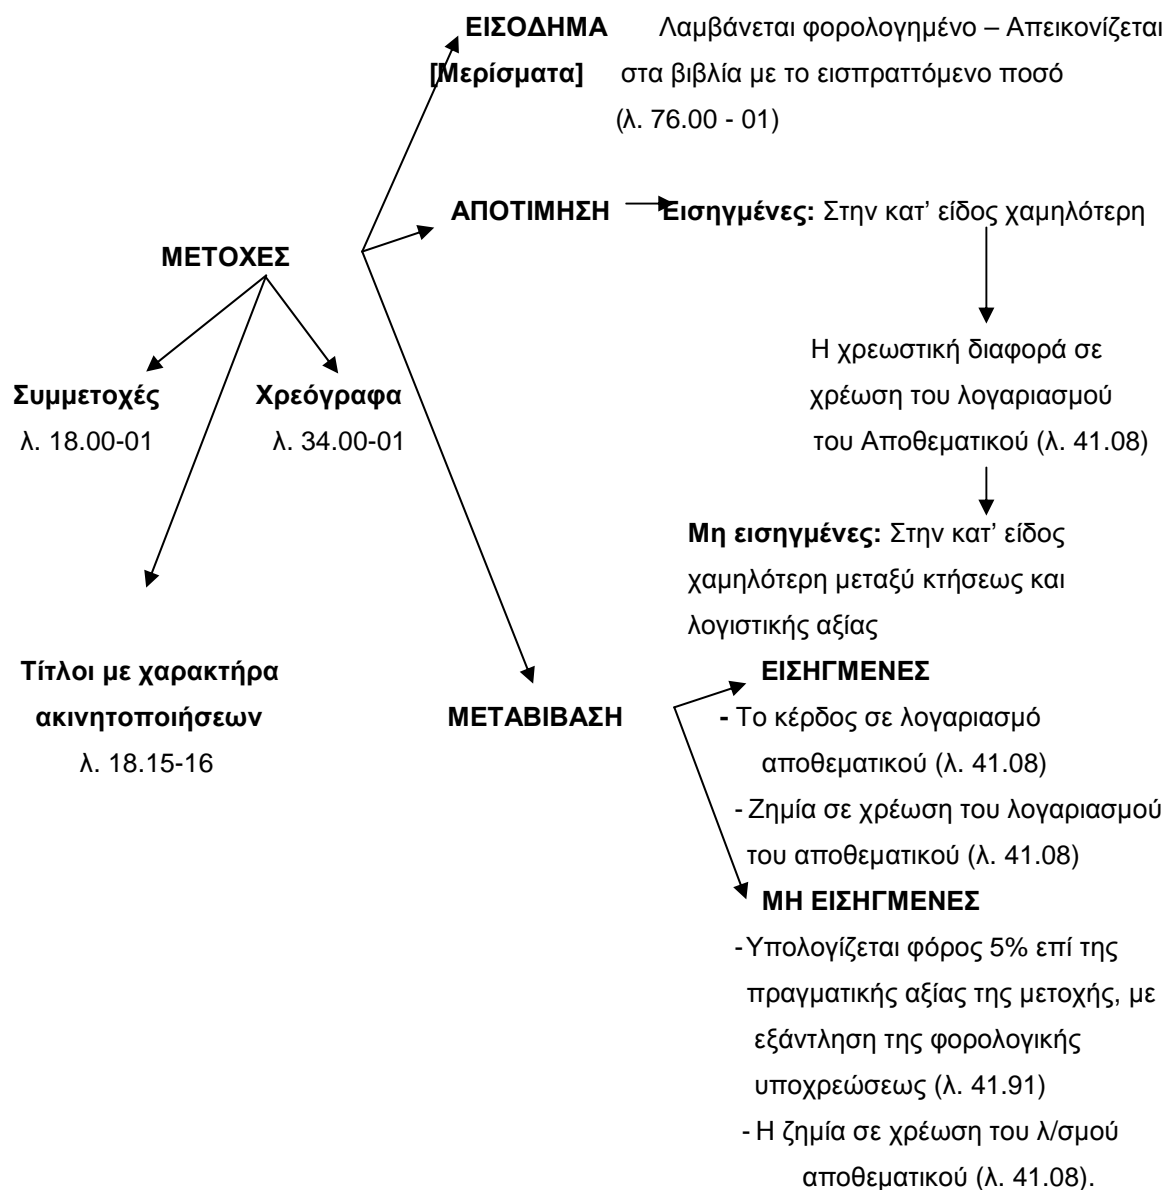 ΕΙΣΟΔΗΜΑ Λαμβάνεται φορολογημένο – Απεικονίζεται
[Μερίσματα] στα βιβλία με το εισπραττόμενο ποσό
(λ. 76.00 - 01)
ΑΠΟΤΙΜΗΣΗ Εισηγμένες: Στην κατ’ είδος χαμηλότερη
ΜΕΤΟΧΕΣ
Η χρεωστική διαφορά σε
χρέωση του λογαριασμού
του Αποθεματικού (λ. 41.08)
Συμμετοχές Χρεόγραφα
λ. 18.00-01 λ. 34.00-01
Μη εισηγμένες: Στην κατ’ είδος
χαμηλότερη μεταξύ κτήσεως και
λογιστικής αξίας
Τίτλοι με χαρακτήρα
ακινητοποιήσεων
λ. 18.15-16
ΜΕΤΑΒΙΒΑΣΗ
ΕΙΣΗΓΜΕΝΕΣ
- Το κέρδος σε λογαριασμό
αποθεματικού (λ. 41.08)
- Ζημία σε χρέωση του λογαριασμού
του αποθεματικού (λ. 41.08)
ΜΗ ΕΙΣΗΓΜΕΝΕΣ
- Υπολογίζεται φόρος 5% επί της
πραγματικής αξίας της μετοχής, με
εξάντληση της φορολογικής
υποχρεώσεως (λ. 41.91)
- Η ζημία σε χρέωση του λ/σμού
αποθεματικού (λ. 41.08).